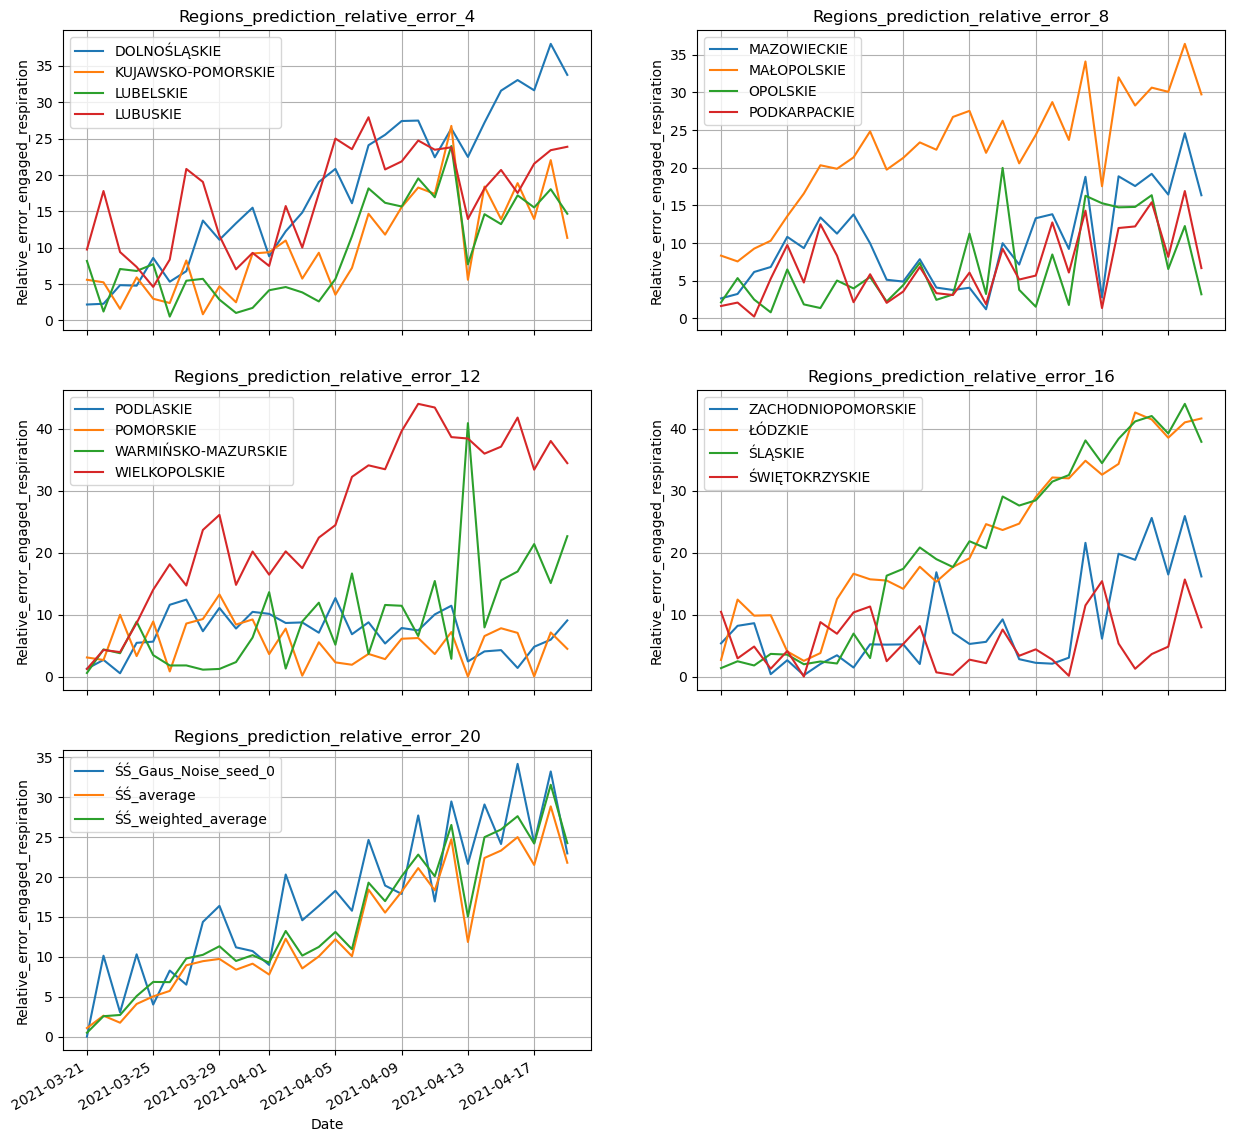 Regions_prediction_relative_error_4
Relative_error_engaged_respiration
35
30
25
20
15
10
5
0
DOLNOŚLĄSKIE
KUJAWSKO-POMORSKIE
LUBELSKIE
LUBUSKIE
Regions_prediction_relative_error_8
Relative_error_engaged_respiration
35
30
25
20
15
10
5
0
MAZOWIECKIE
MAŁOPOLSKIE
OPOLSKIE
PODKARPACKIE
Regions_prediction_relative_error_12
Relative_error_engaged_respiration
40
30
20
10
0
PODLASKIE
POMORSKIE
WARMIŃSKO-MAZURSKIE
WIELKOPOLSKIE
Regions_prediction_relative_error_16
Relative_error_engaged_respiration
40
30
20
10
0
ZACHODNIOPOMORSKIE
ŁÓDZKIE
ŚLĄSKIE
ŚWIĘTOKRZYSKIE
Regions_prediction_relative_error_20
Relative_error_engaged_respiration
35
30
25
20
15
10
5
0
ŚŚ_Gaus_Noise_seed_0
ŚŚ_average
ŚŚ_weighted_average
2021-03-21
2021-03-25
2021-03-29
2021-04-01
2021-04-05
2021-04-09
2021-04-13
2021-04-17
Date